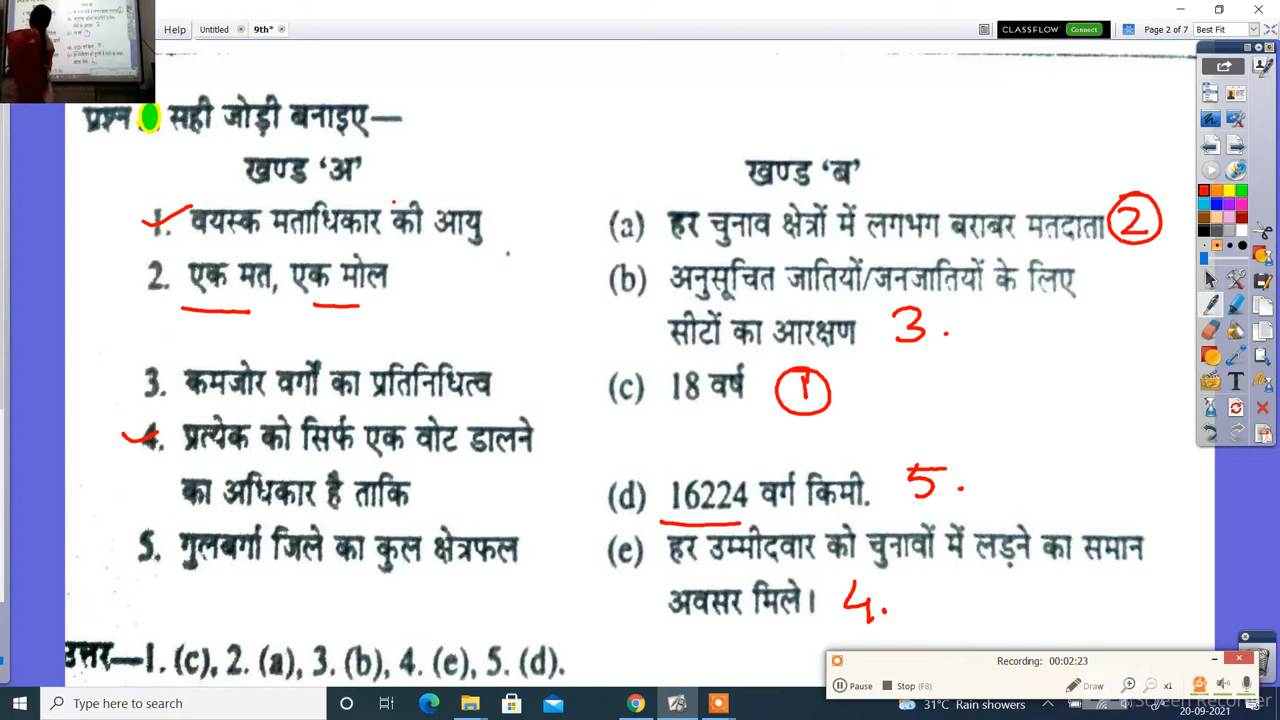 Help
Untitled
9th*
CLASSFLOW
Connect
Page 2 of 7
Best Fit
प्रश्न सही जोड़ी बनाइए—
खण्ड 'अ'
खण्ड 'ब'
1. वयस्क मताधिकार की आयु
(a) हर चुनाव क्षेत्रों में लगभग बराबर मतदाता 2
2. एक मत, एक मोल
(b) अनुसूचित जातियों/जनजातियों के लिए
सीटों का आरक्षण 3.
3. कमजोर वर्गों का प्रतिनिधित्व
(c) 18 वर्ष 1
4. प्रत्येक को सिर्फ एक वोट डालने
का अधिकार है ताकि
(d) 16224 वर्ग किमी. 5.
5. गुलबर्गा जिले का कुल क्षेत्रफल
(e) हर उम्मीदवार को चुनावों में लड़ने का समान
अवसर मिले। 4.
उत्तर—1. (c), 2. (a), 3. (b), 4. (e), 5. (d).
Recording: 00:02:23
Pause
Stop (F8)
Draw
x1
Screen Recorder
Type here to search
31°C Rain showers
20-09-2021